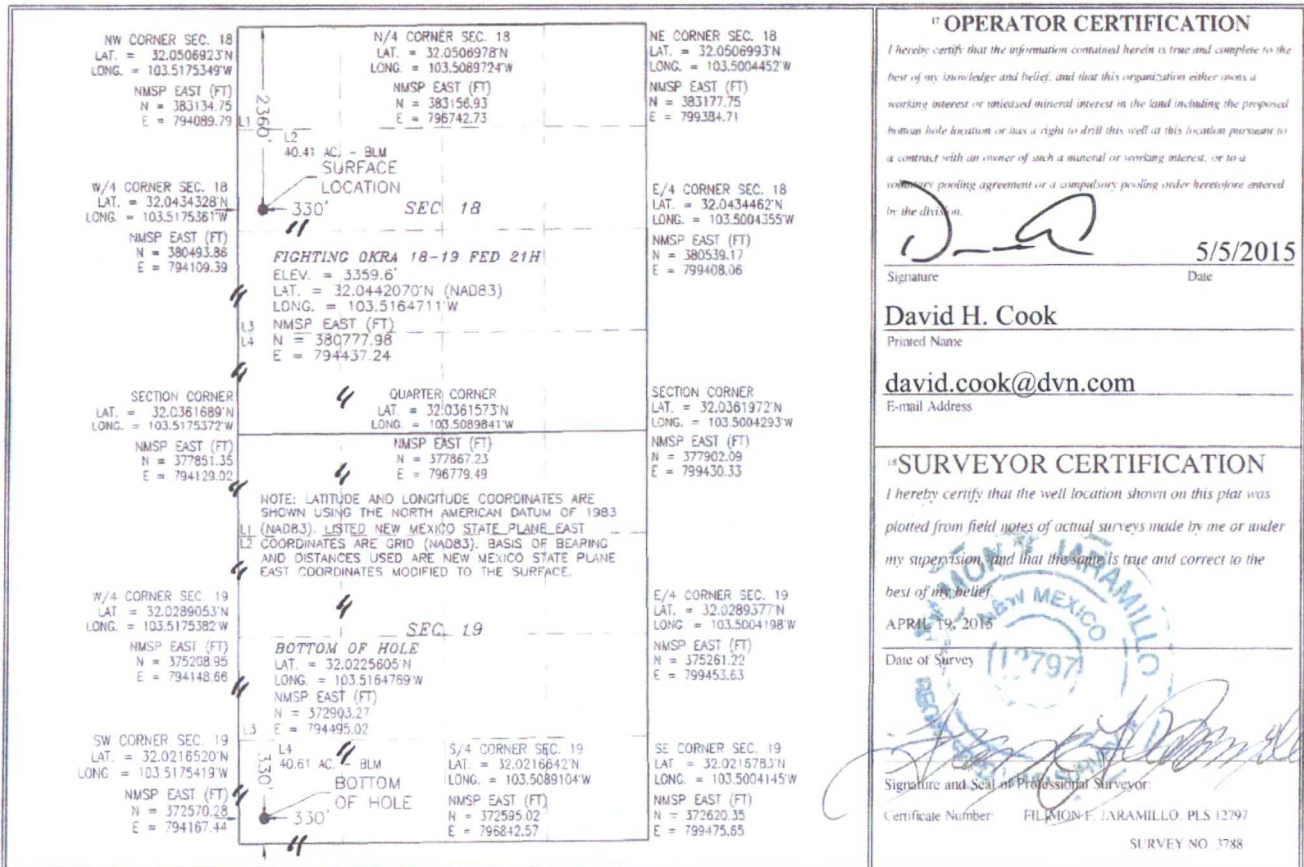 NW CORNER SEC. 18
LAT. = 32.0506923'N
LONG. = 103.5175349'W
NMSP EAST (FT)
N = 383134.75
E = 794089.79
N/4 CORNER SEC. 18
LAT. = 32.0506978'N
LONG. = 103.5089724'W
NMSP EAST (FT)
N = 383156.93
E = 796742.73
NE CORNER SEC. 18
LAT. = 32.0506993'N
LONG. = 103.5004452'W
NMSP EAST (FT)
N = 383177.75
E = 799384.71
2360'
L1
L2
40.41 AC. - BLM
SURFACE
LOCATION
330'
SEC 18
W/4 CORNER SEC. 18
LAT. = 32.0434328'N
LONG. = 103.5175361'W
NMSP EAST (FT)
N = 380493.86
E = 794109.39
E/4 CORNER SEC. 18
LAT. = 32.0434462'N
LONG. = 103.5004355'W
NMSP EAST (FT)
N = 380539.17
E = 799408.06
FIGHTING OKRA 18-19 FED 21H
ELEV. = 3359.6'
LAT. = 32.0442070'N (NAD83)
LONG. = 103.5164711'W
NMSP EAST (FT)
N = 380777.98
E = 794437.24
L3
L4
SECTION CORNER
LAT. = 32.0361689'N
LONG. = 103.5175372'W
NMSP EAST (FT)
N = 377851.35
E = 794129.02
QUARTER CORNER
LAT. = 32.0361573'N
LONG. = 103.5089841'W
NMSP EAST (FT)
N = 377867.23
E = 796779.49
SECTION CORNER
LAT. = 32.0361972'N
LONG. = 103.5004293'W
NMSP EAST (FT)
N = 377902.09
E = 799430.33
NOTE: LATITUDE AND LONGITUDE COORDINATES ARE
SHOWN USING THE NORTH AMERICAN DATUM OF 1983
(NAD83). LISTED NEW MEXICO STATE PLANE EAST
COORDINATES ARE GRID (NAD83). BASIS OF BEARING
AND DISTANCES USED ARE NEW MEXICO STATE PLANE
EAST COORDINATES MODIFIED TO THE SURFACE.
L1
L2
W/4 CORNER SEC. 19
LAT. = 32.0289053'N
LONG. = 103.5175382'W
NMSP EAST (FT)
N = 375208.95
E = 794148.66
E/4 CORNER SEC. 19
LAT. = 32.0289377'N
LONG. = 103.5004198'W
NMSP EAST (FT)
N = 375261.22
E = 799453.63
SEC. 19
BOTTOM OF HOLE
LAT. = 32.0225605'N
LONG. = 103.5164769'W
NMSP EAST (FT)
N = 372903.27
E = 794495.02
L3
L4
40.61 AC. - BLM
330'
BOTTOM
OF HOLE
330'
SW CORNER SEC. 19
LAT. = 32.0216520'N
LONG. = 103.5175419'W
NMSP EAST (FT)
N = 372570.28
E = 794167.44
S/4 CORNER SEC. 19
LAT. = 32.0216642'N
LONG. = 103.5089104'W
NMSP EAST (FT)
N = 372595.02
E = 796842.57
SE CORNER SEC. 19
LAT = 32.0216783'N
LONG. = 103.5004145'W
NMSP EAST (FT)
N = 372620.35
E = 799475.65
17 OPERATOR CERTIFICATION
I hereby certify that the information contained herein is true and complete to the
best of my knowledge and belief, and that this organization either owns a
working interest or unleased mineral interest in the land including the proposed
bottom hole location or has a right to drill this well at this location pursuant to
a contract with an owner of such a mineral or working interest, or to a
voluntary pooling agreement or a compulsory pooling order heretofore entered
by the division.
5/5/2015
Signature Date
David H. Cook
Printed Name
david.cook@dvn.com
E-mail Address
18 SURVEYOR CERTIFICATION
I hereby certify that the well location shown on this plat was
plotted from field notes of actual surveys made by me or under
my supervision, and that the same is true and correct to the
best of my belief.
APRIL 19, 2015
Date of Survey
JARAMILLO
NEW MEXICO
12797
Signature and Seal of Professional Surveyor:
Certificate Number: FILIMON F. JARAMILLO, PLS 12797
SURVEY NO. 3788